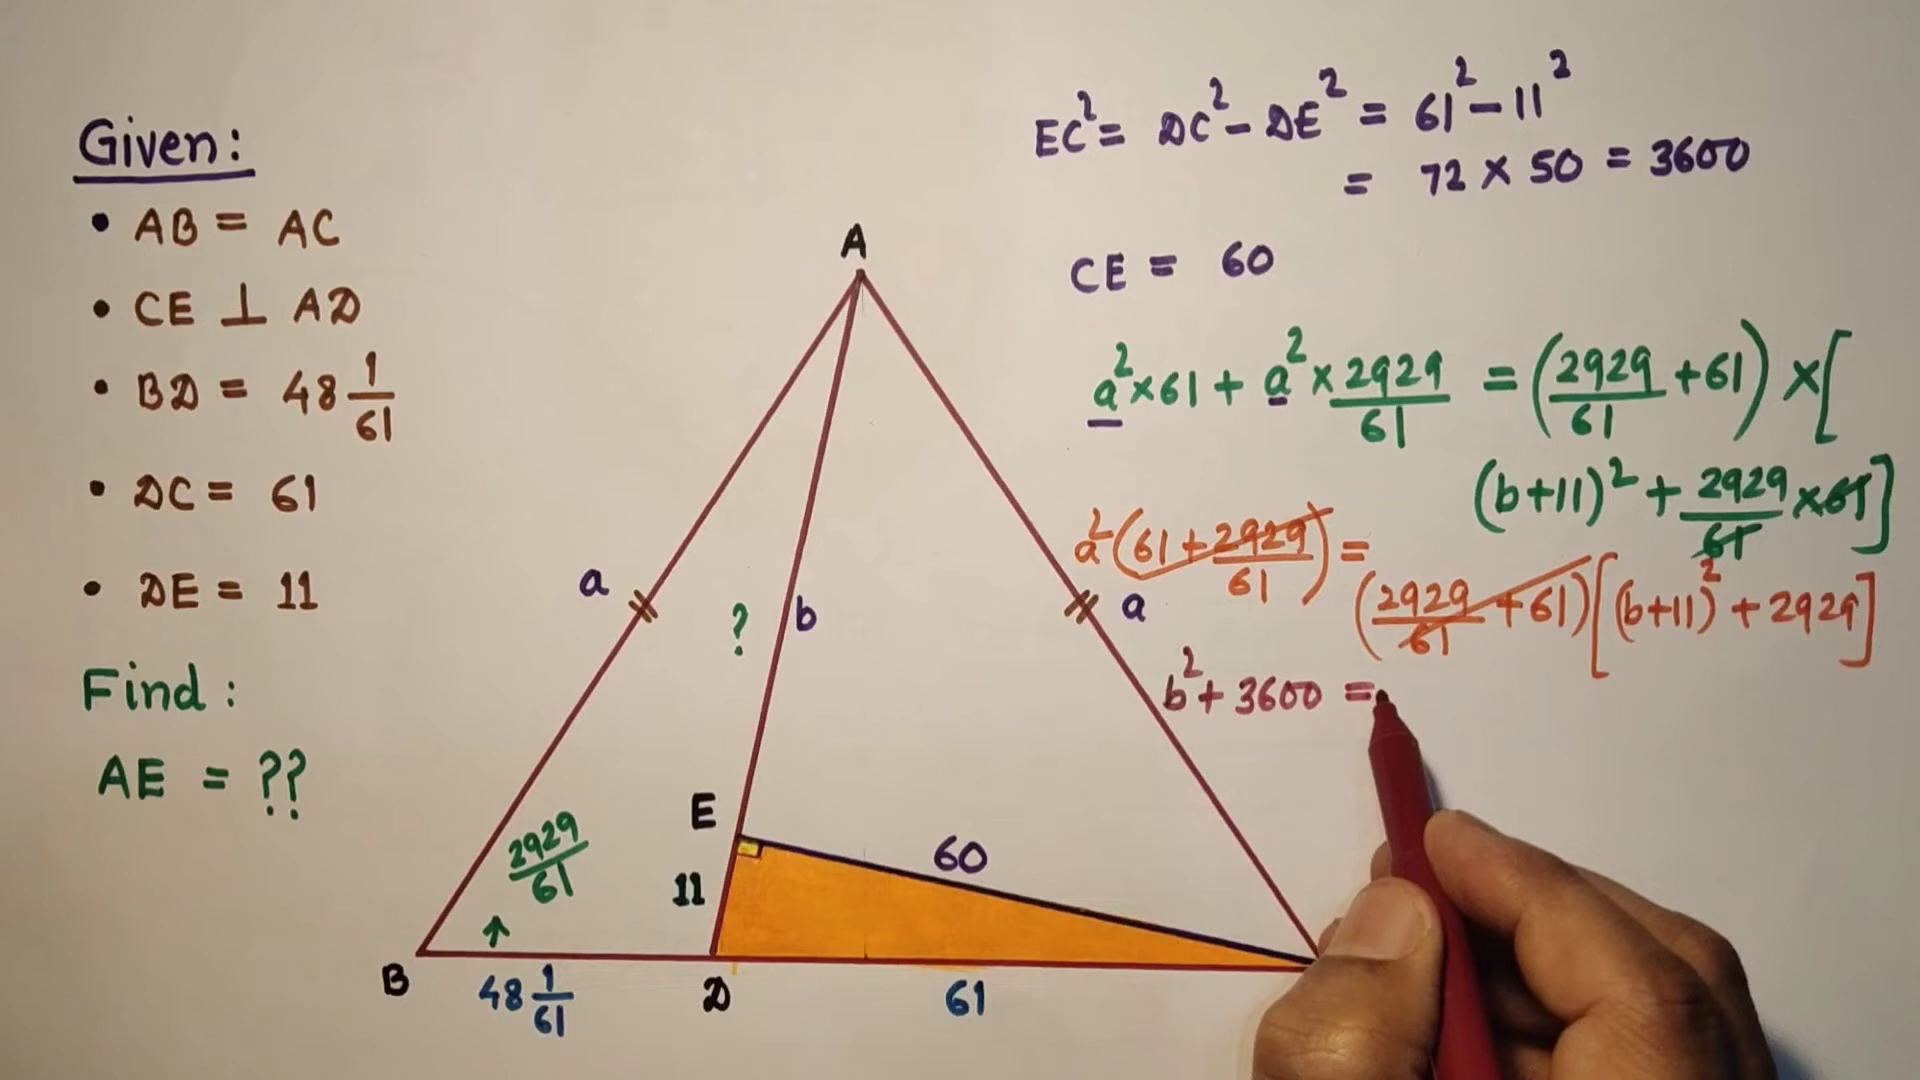 Given:
• AB = AC
• CE ⊥ AD
• BD = 48 1/61
• DC = 61
• DE = 11
Find:
AE = ??
A
a
?
b
a
E
11
60
2929/61
↑
B
48 1/61
D
61
EC² = DC² - DE² = 61² - 11²
= 72 × 50 = 3600
CE = 60
a² × 61 + a² × 2929/61 = (2929/61 + 61) × [
(b+11)² + 2929/61 × 61]
a²(61 + 2929/61) =
(2929/61 + 61)[(b+11)² + 2929]
b² + 3600 =